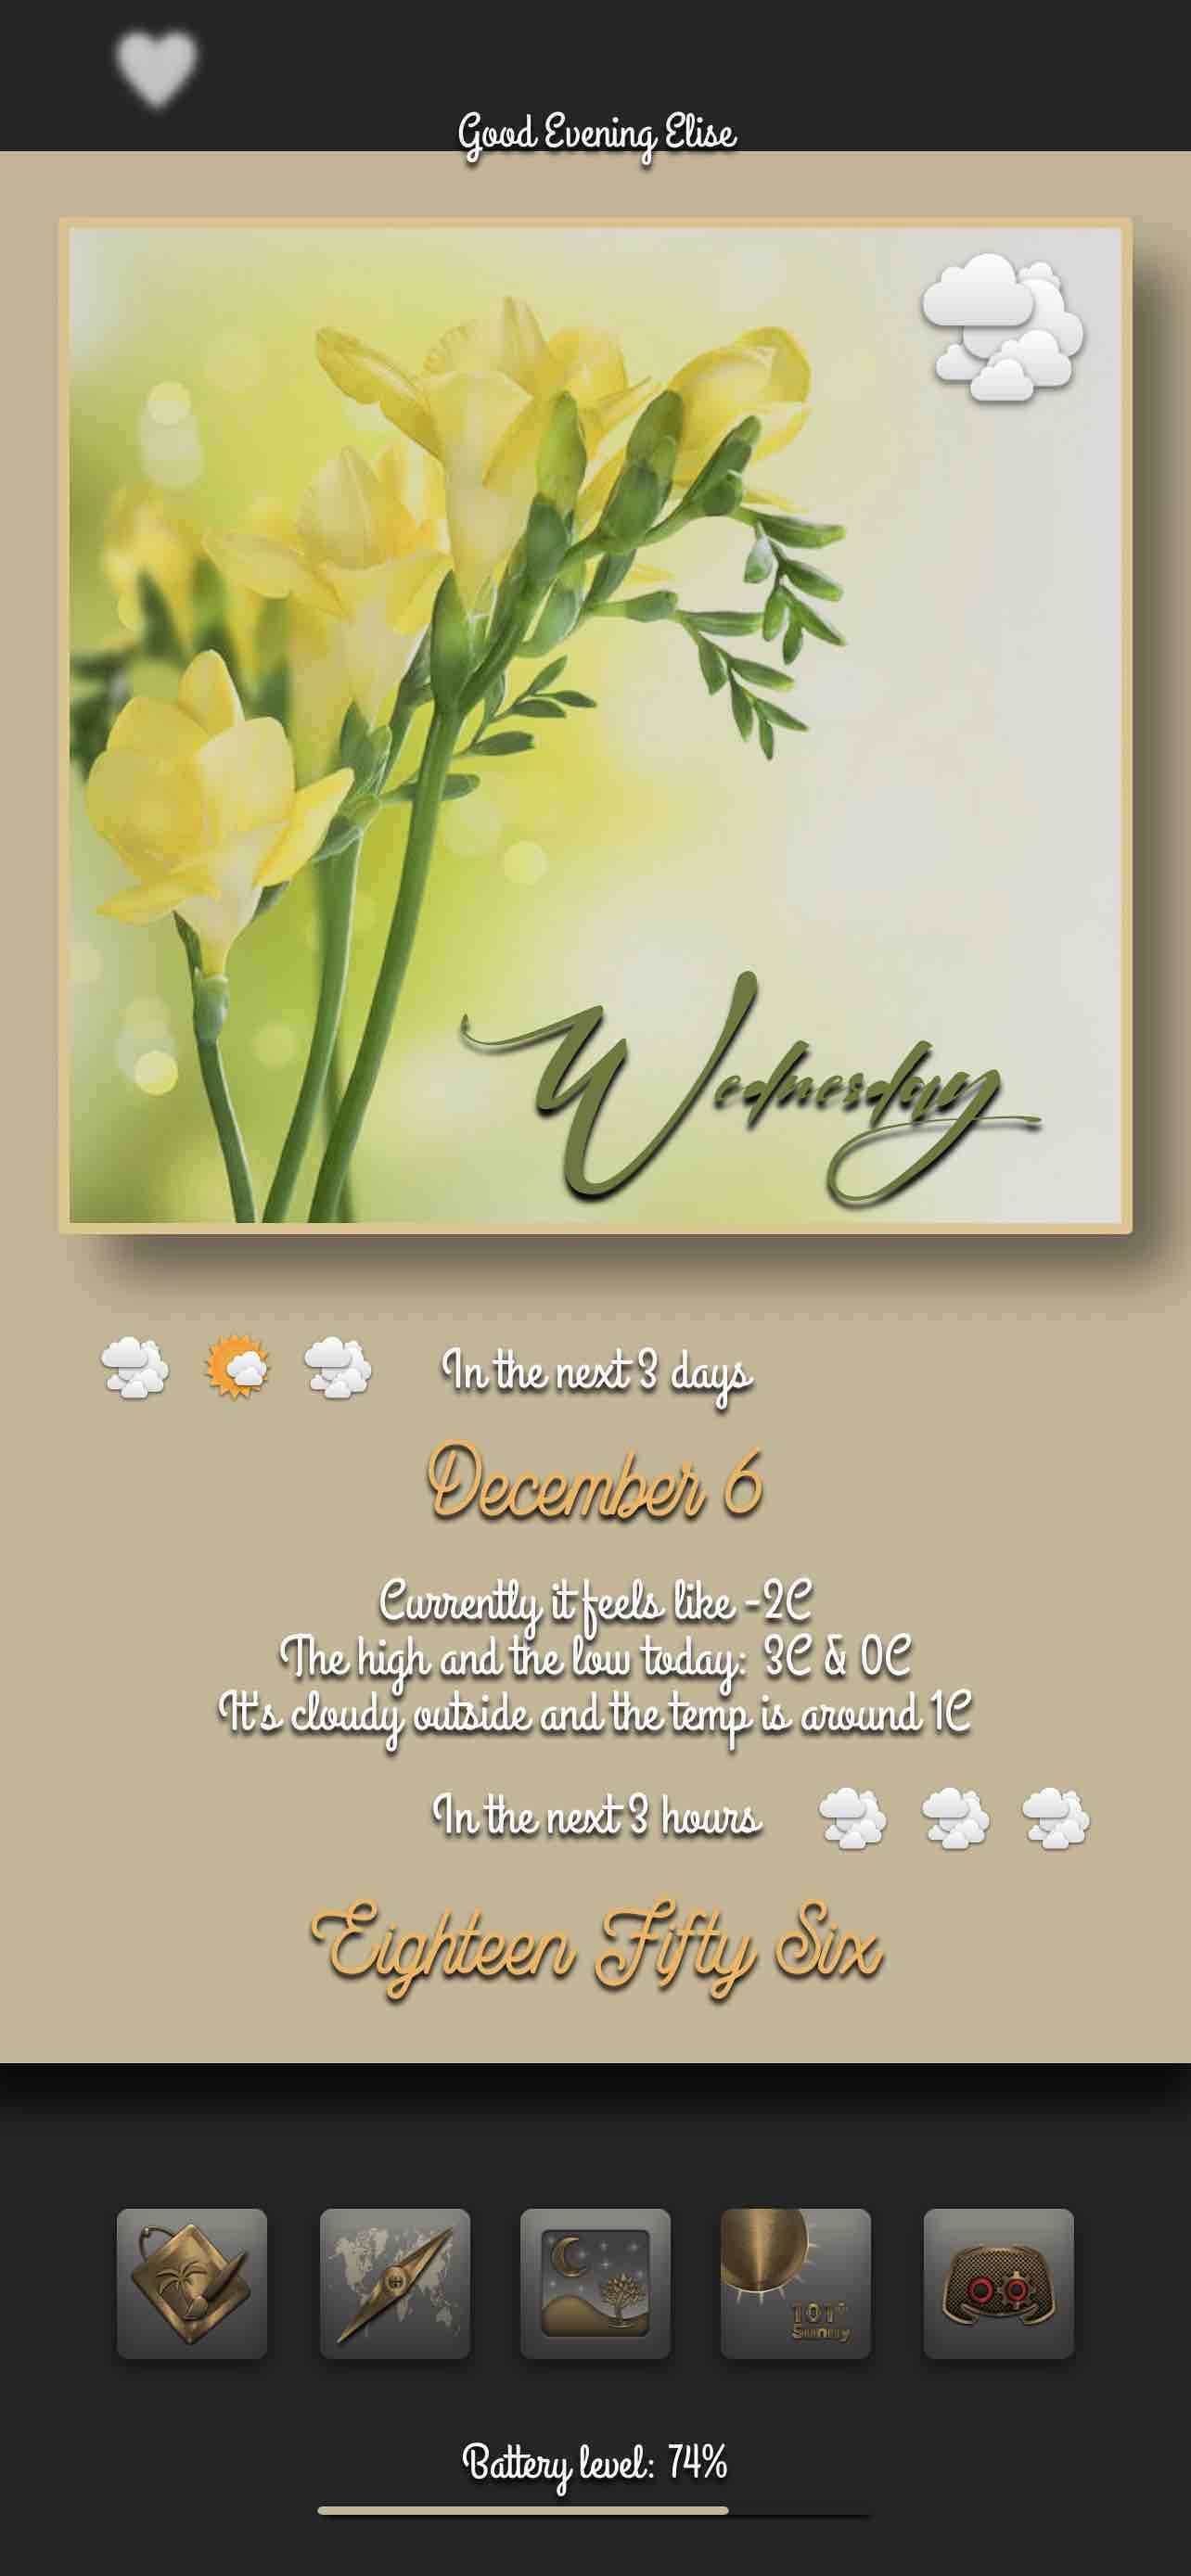 Good Evening Elise
Wednesday
In the next 3 days
December 6
Currently it feels like -2C
The high and the low today: 3C & 0C
It's cloudy outside and the temp is around 1C
In the next 3 hours
Eighteen Fifty Six
101°
Sunny
Battery level: 74%